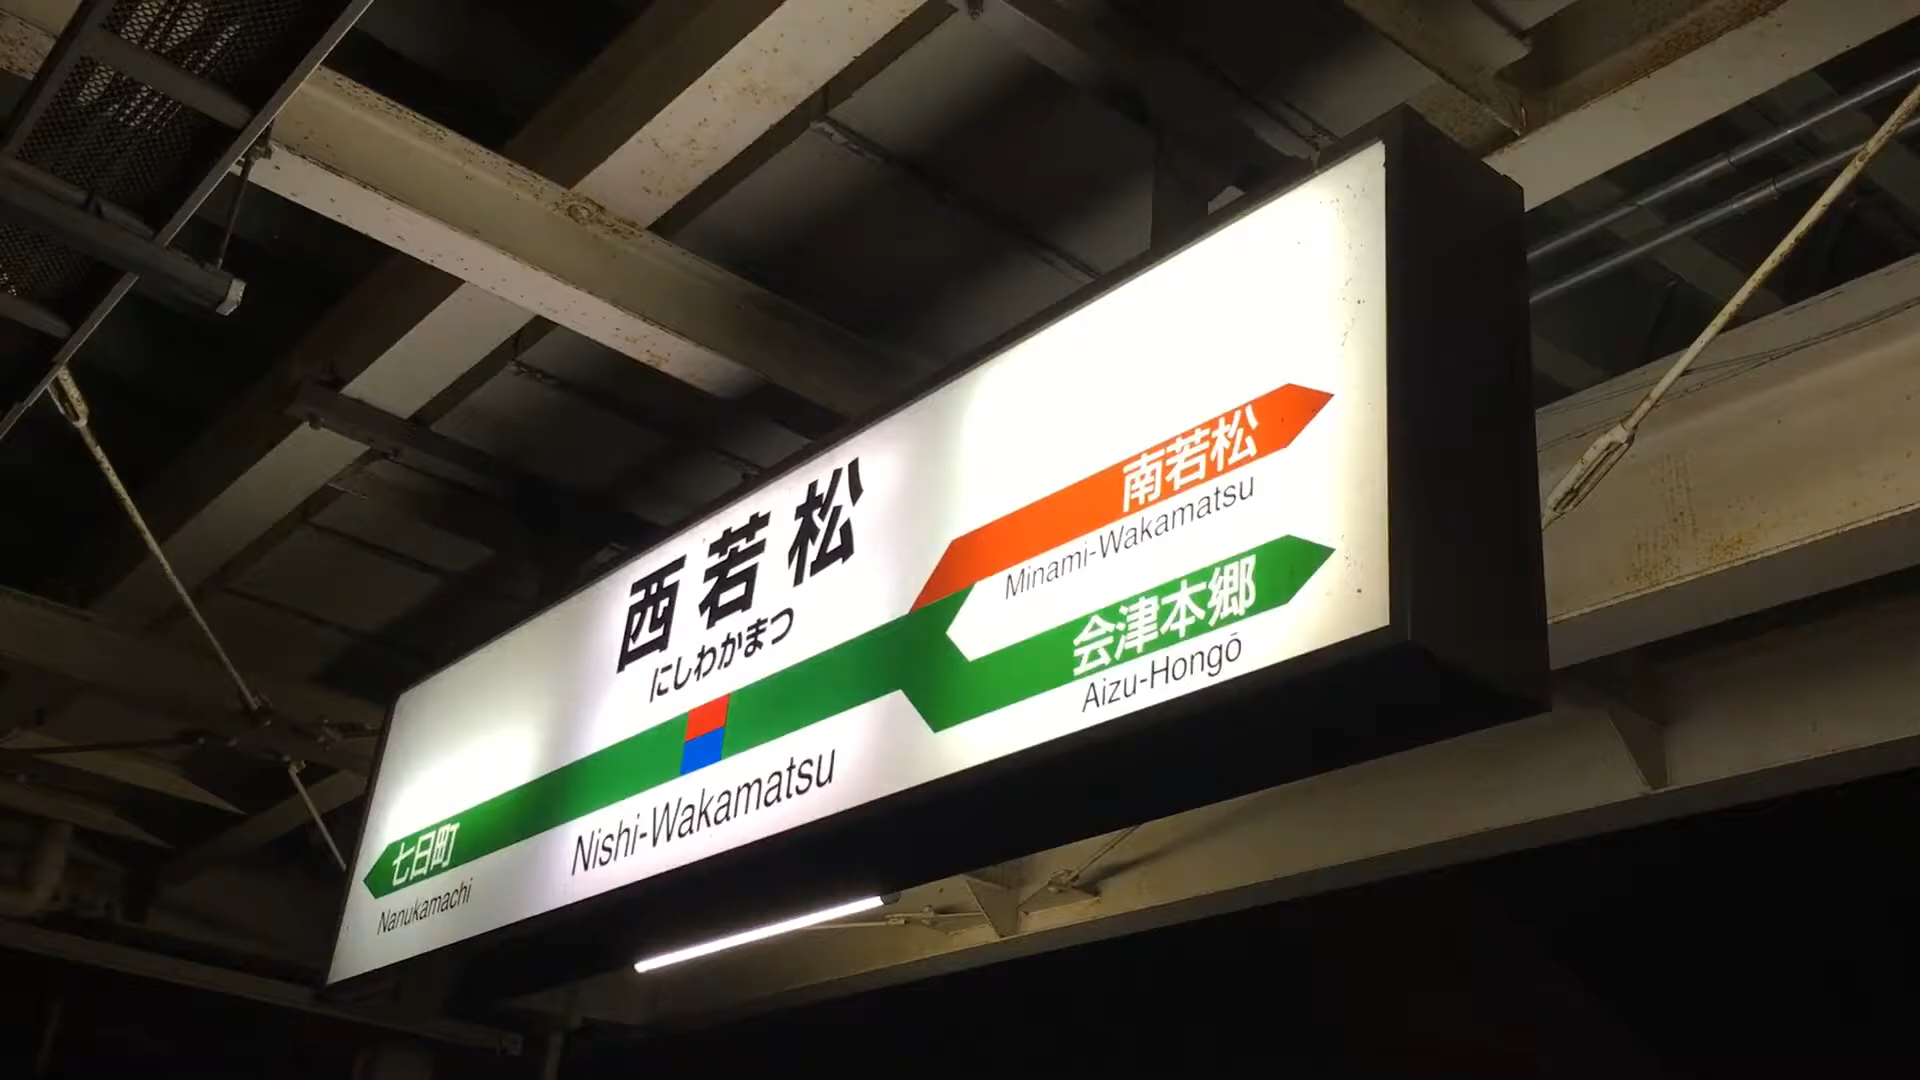 西若松
にしわかまつ
Nishi-Wakamatsu
七日町
Nanukamachi
南若松
Minami-Wakamatsu
会津本郷
Aizu-Hongō